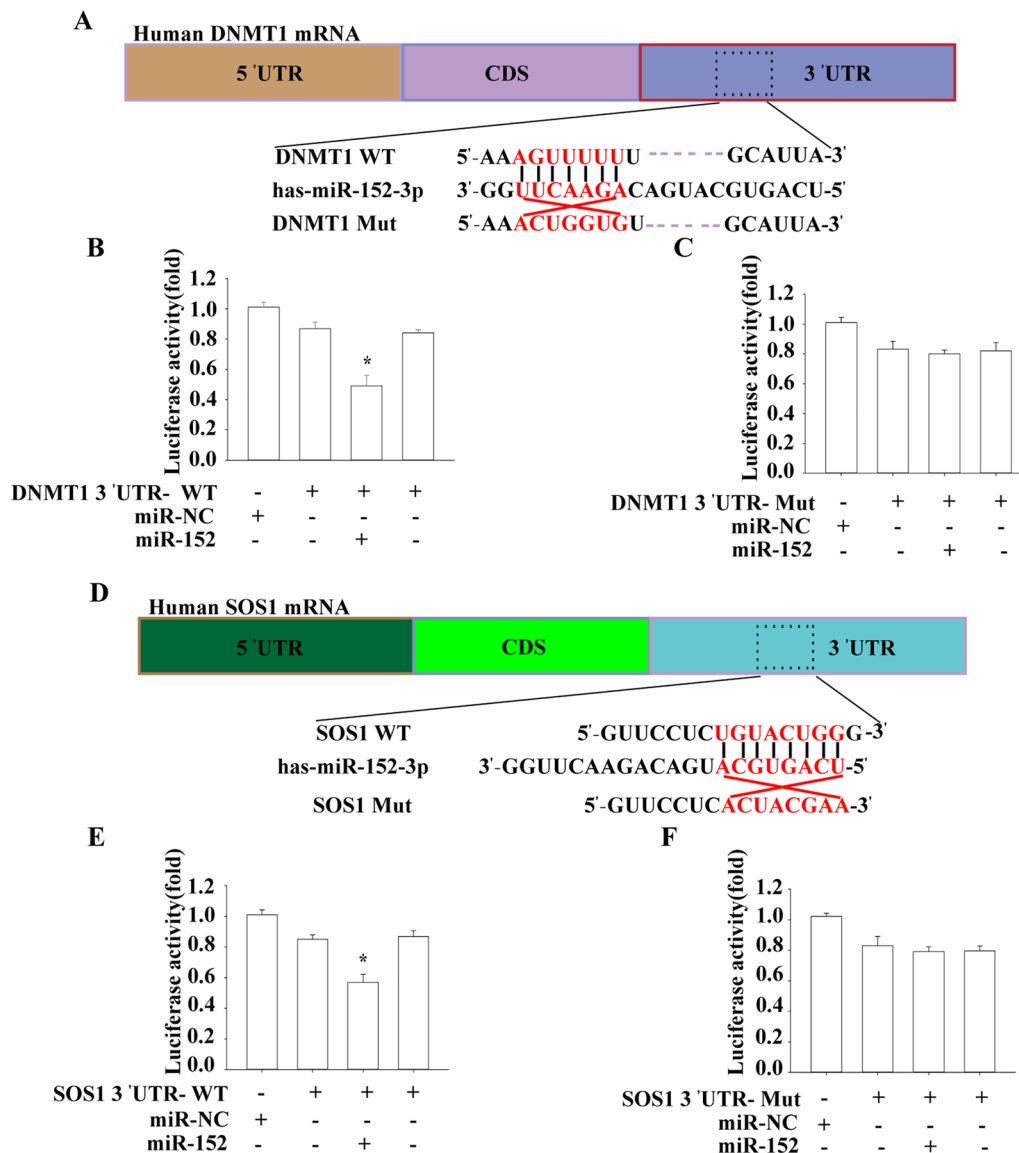 A
Human DNMT1 mRNA
5 'UTR CDS 3 'UTR
DNMT1 WT 5'-AAAGUUUUUU GCAUUA-3'
has-miR-152-3p 3'-GGUUCAAGACAGUACGUGACU-5'
DNMT1 Mut 5'-AAACUGGUGU GCAUUA-3'
B
Luciferase activity(fold)
1.2
1.0
0.8
0.6
0.4
0.2
0.0
*
DNMT1 3 'UTR- WT - + + +
miR-NC + - - -
miR-152 - - + -
C
Luciferase activity(fold)
1.2
1.0
0.8
0.6
0.4
0.2
0.0
DNMT1 3 'UTR- Mut - + + +
miR-NC + - - -
miR-152 - - + -
D
Human SOS1 mRNA
5 'UTR CDS 3 'UTR
SOS1 WT 5'-GUUCCUCUGUACUGGG-3'
has-miR-152-3p 3'-GGUUCAAGACAGUACGUGACU-5'
SOS1 Mut 5'-GUUCCUCACUACGAA-3'
E
Luciferase activity(fold)
1.2
1.0
0.8
0.6
0.4
0.2
0.0
*
SOS1 3 'UTR- WT - + + +
miR-NC + - - -
miR-152 - - + -
F
Luciferase activity(fold)
1.2
1.0
0.8
0.6
0.4
0.2
0.0
SOS1 3 'UTR- Mut - + + +
miR-NC + - - -
miR-152 - - + -